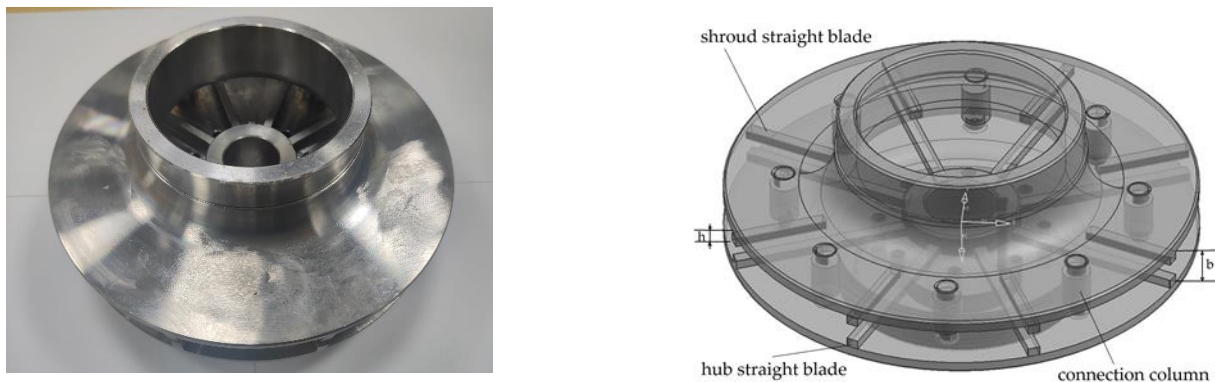 shroud straight blade
h
b
hub straight blade
connection column